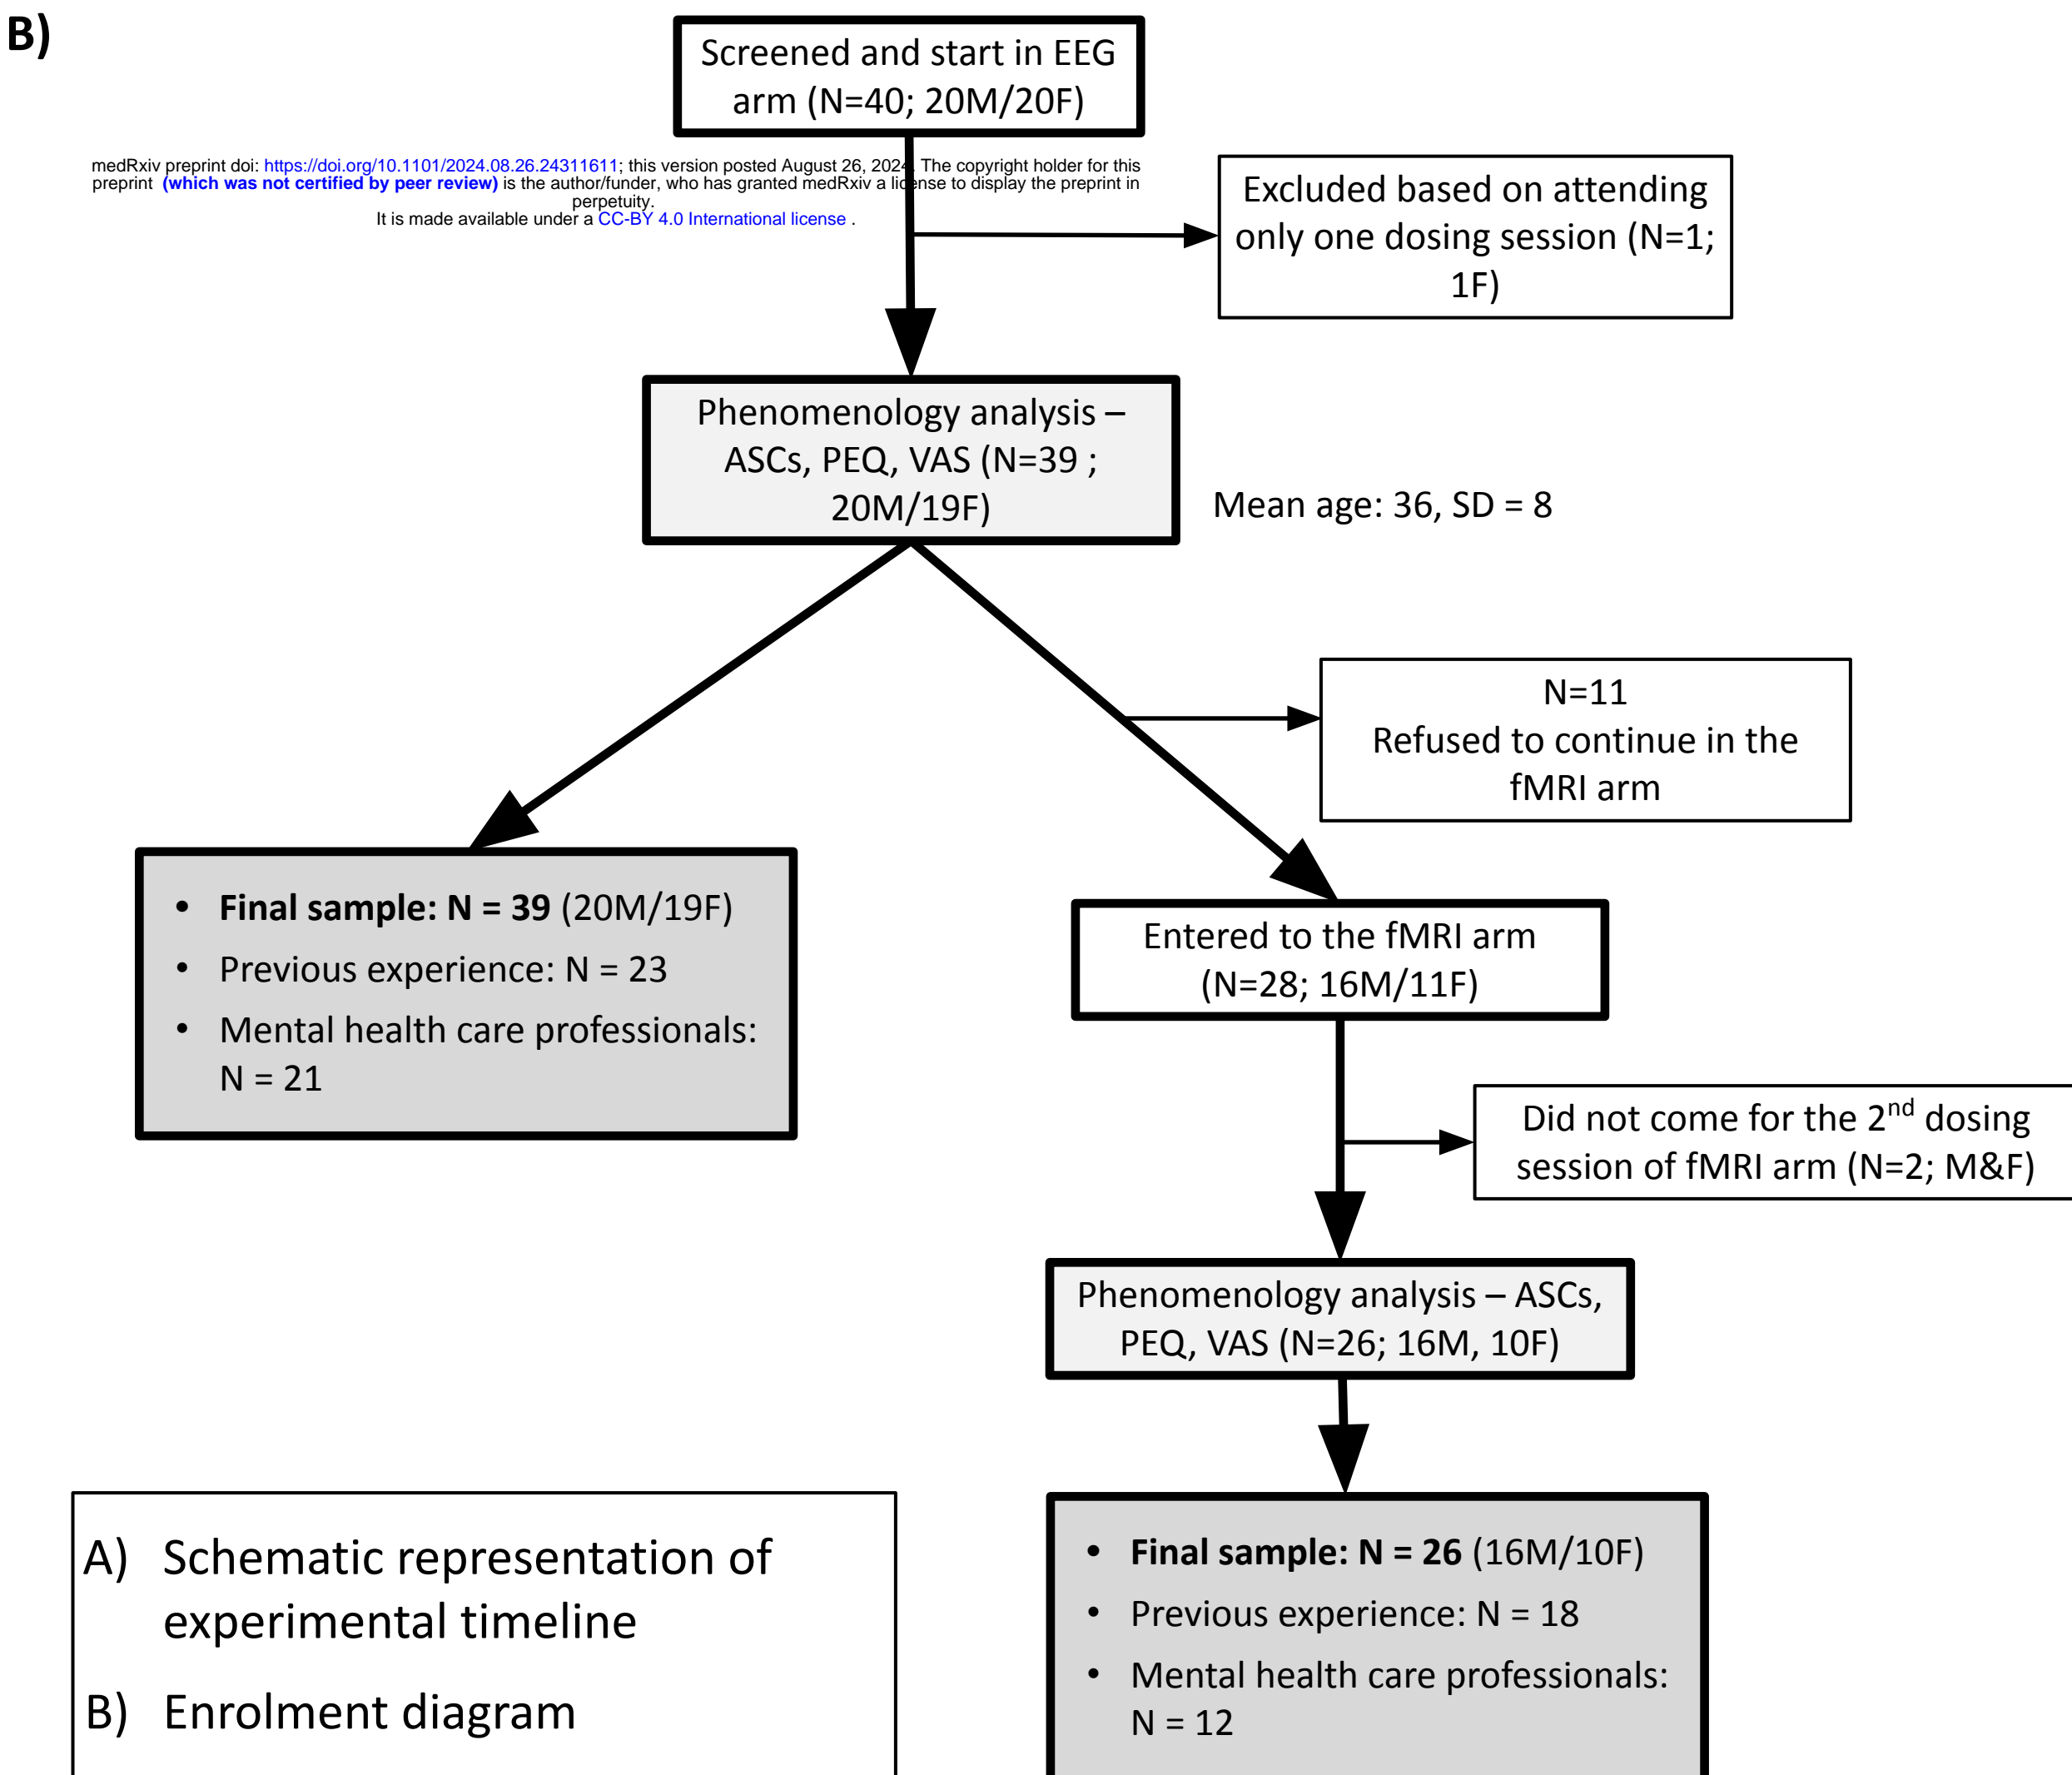 B)
Screened and start in EEG
arm (N=40; 20M/20F)
medRxiv preprint doi: https://doi.org/10.1101/2024.08.26.24311611; this version posted August 26, 2024. The copyright holder for this
preprint (which was not certified by peer review) is the author/funder, who has granted medRxiv a license to display the preprint in
perpetuity.
It is made available under a CC-BY 4.0 International license .
Excluded based on attending
only one dosing session (N=1;
1F)
Phenomenology analysis –
ASCs, PEQ, VAS (N=39 ;
20M/19F)
Mean age: 36, SD = 8
N=11
Refused to continue in the
fMRI arm
• Final sample: N = 39 (20M/19F)
• Previous experience: N = 23
• Mental health care professionals:
N = 21
Entered to the fMRI arm
(N=28; 16M/11F)
Did not come for the 2nd dosing
session of fMRI arm (N=2; M&F)
Phenomenology analysis – ASCs,
PEQ, VAS (N=26; 16M, 10F)
• Final sample: N = 26 (16M/10F)
• Previous experience: N = 18
• Mental health care professionals:
N = 12
A) Schematic representation of
experimental timeline
B) Enrolment diagram